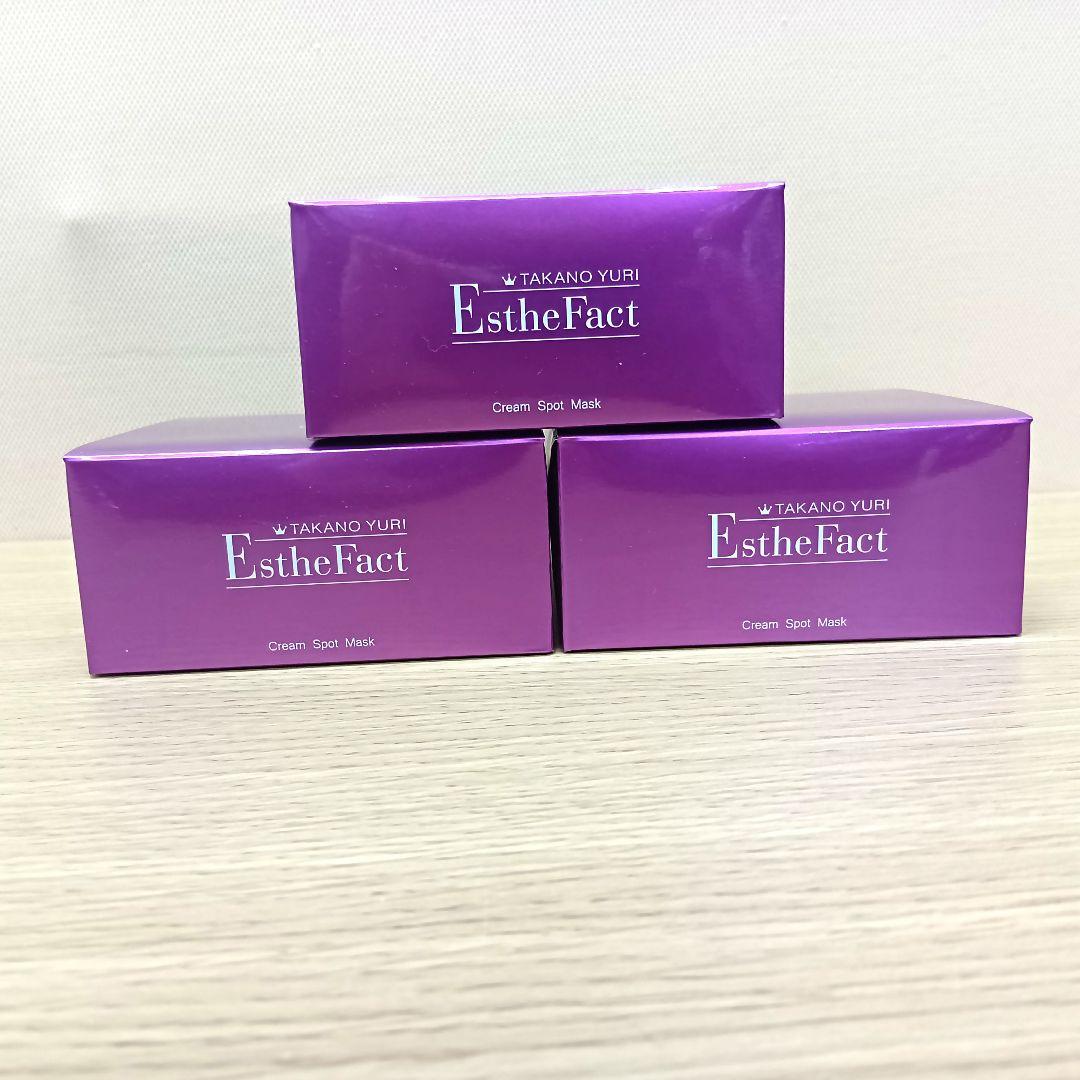 TAKANO YURI
EstheFact
Cream Spot Mask
TAKANO YURI
EstheFact
Cream Spot Mask
TAKANO YURI
EstheFact
Cream Spot Mask